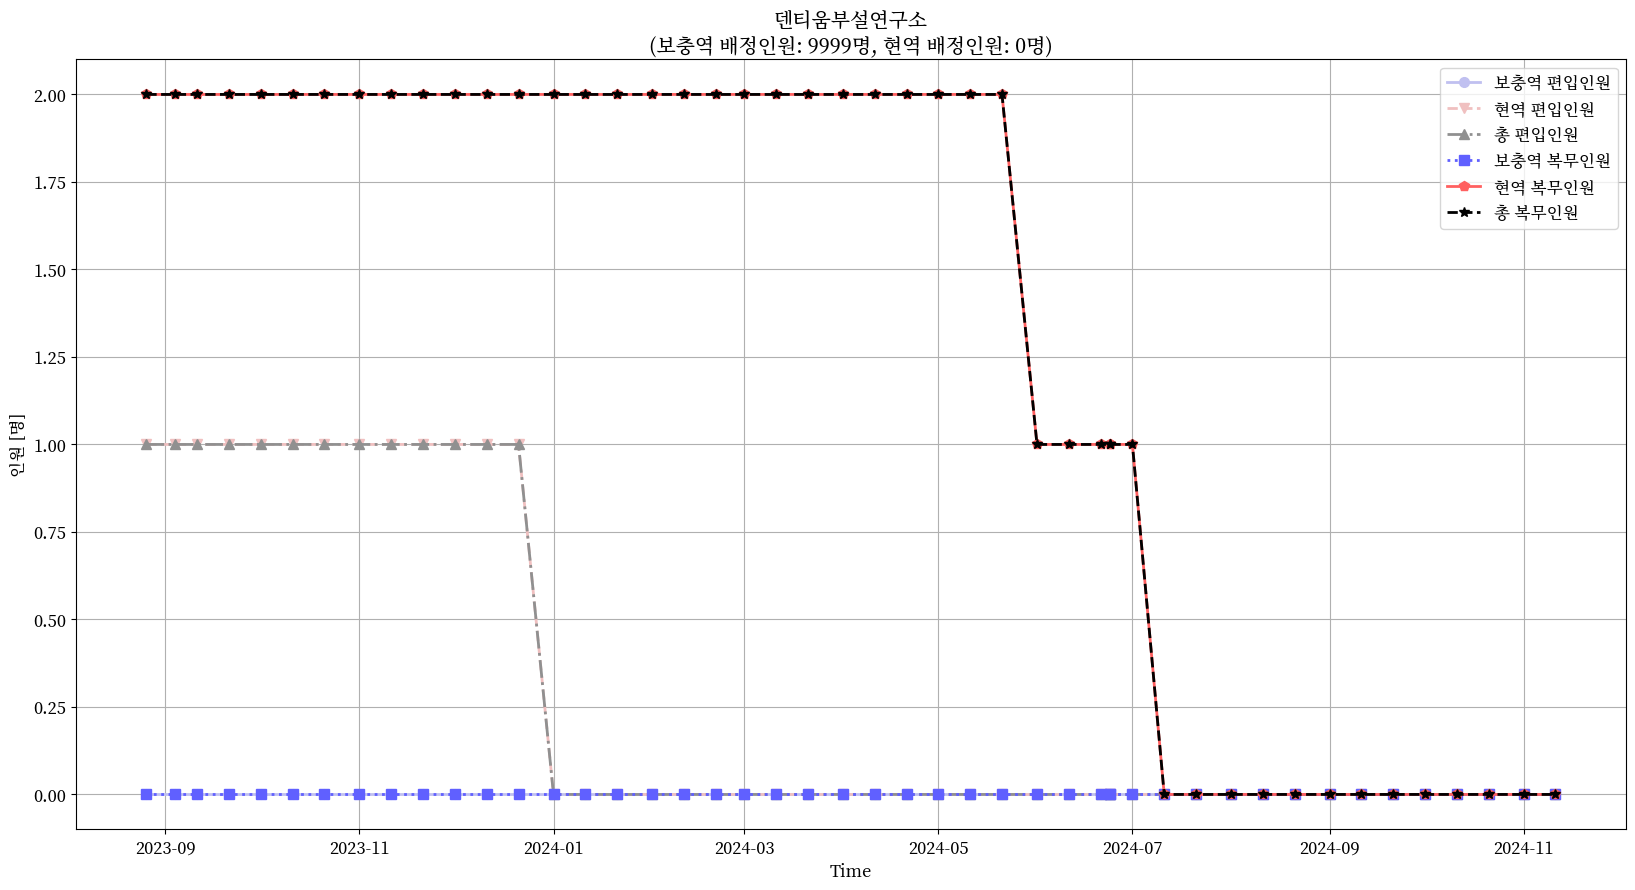 덴티움부설연구소
(보충역 배정인원: 9999명, 현역 배정인원: 0명)
보충역 편입인원
현역 편입인원
총 편입인원
보충역 복무인원
현역 복무인원
총 복무인원
인원 [명]
2.00
1.75
1.50
1.25
1.00
0.75
0.50
0.25
0.00
2023-09
2023-11
2024-01
2024-03
2024-05
2024-07
2024-09
2024-11
Time